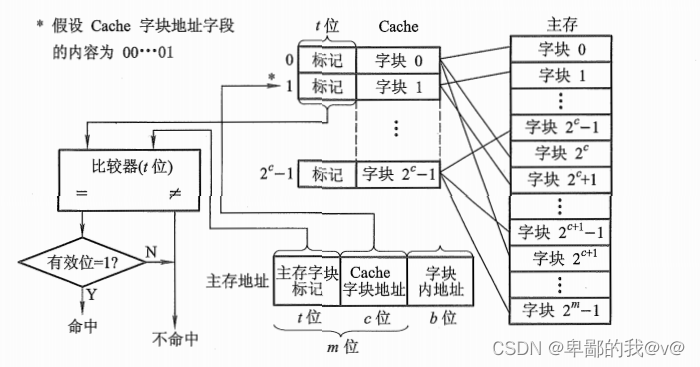 * 假设 Cache 字块地址字段
的内容为 00…01
t位
Cache
主存
0
标记
字块 0
*
1
标记
字块 1
⋮
2^c−1
标记
字块 2^c−1
字块 0
字块 1
⋮
字块 2^c−1
字块 2^c
字块 2^c+1
⋮
字块 2^{c+1}−1
字块 2^{c+1}
⋮
字块 2^m−1
比较器(t 位)
= ≠
有效位=1?
N
Y
命中
不命中
主存地址
主存字块
标记
Cache
字块地址
字块
内地址
t位
c位
b位
m位
CSDN @卑鄙的我@v@